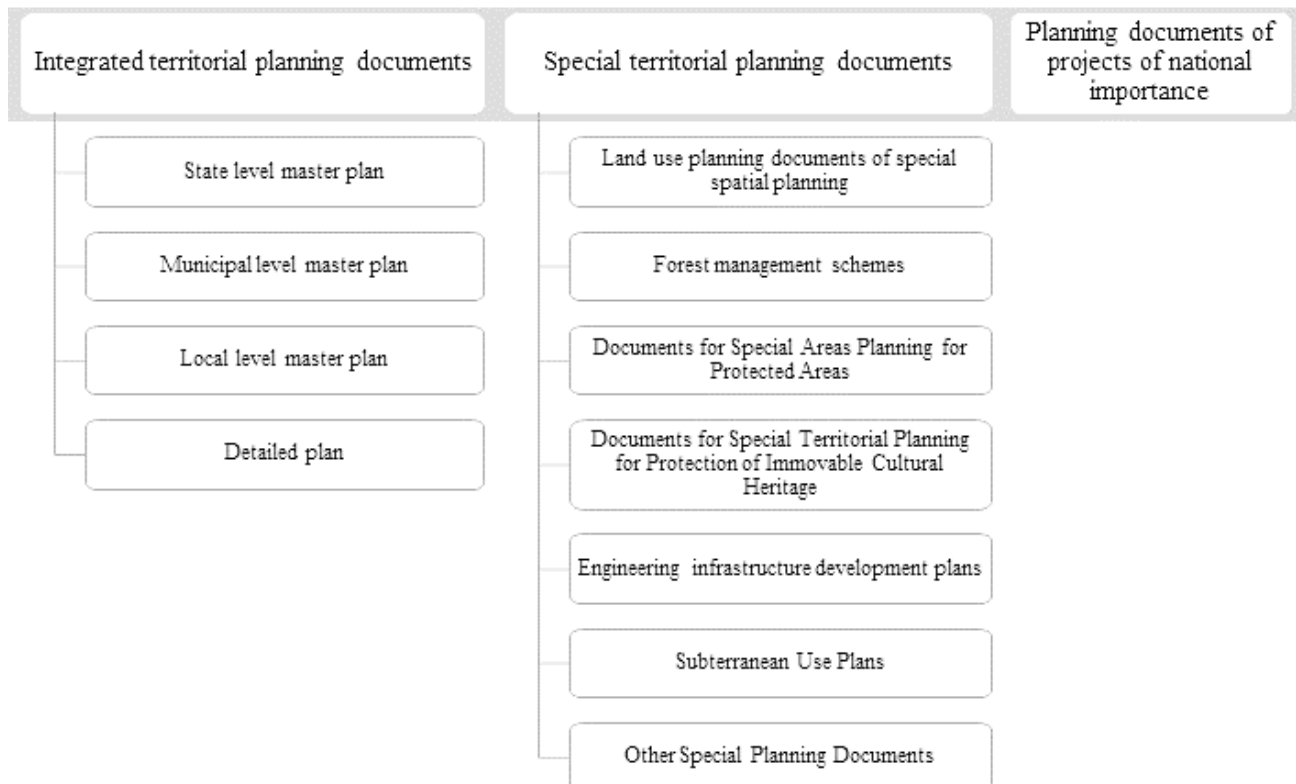 Integrated territorial planning documents
State level master plan
Municipal level master plan
Local level master plan
Detailed plan
Special territorial planning documents
Land use planning documents of special
spatial planning
Forest management schemes
Documents for Special Areas Planning for
Protected Areas
Documents for Special Territorial Planning
for Protection of Immovable Cultural
Heritage
Engineering infrastructure development plans
Subterranean Use Plans
Other Special Planning Documents
Planning documents of
projects of national
importance